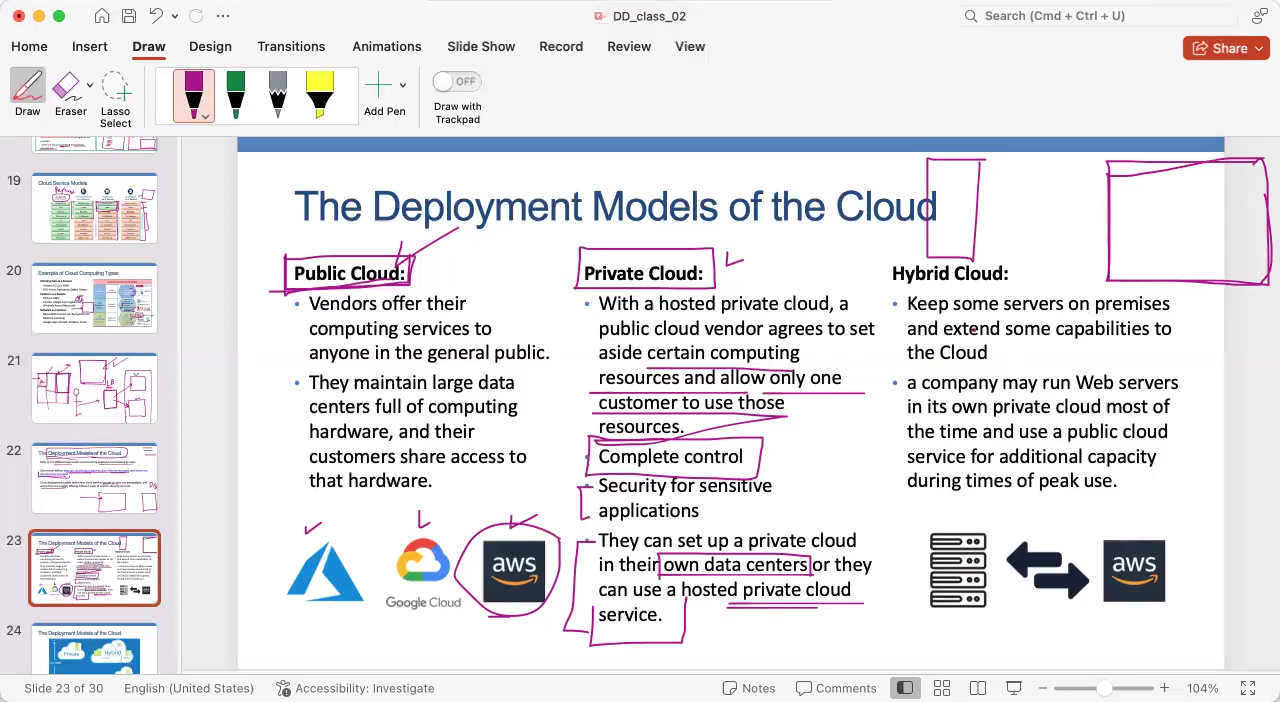 DD_class_02
Search (Cmd + Ctrl + U)
Home Insert Draw Design Transitions Animations Slide Show Record Review View
Share
Draw
Eraser
Lasso
Select
Add Pen
OFF
Draw with
Trackpad
19
Cloud Service Models
20
Example of Cloud Computing Types
21
22
The Deployment Models of the Cloud
23
The Deployment Models of the Cloud
24
The Deployment Models of the Cloud
Private
Hybrid
The Deployment Models of the Cloud
Public Cloud:
• Vendors offer their
computing services to
anyone in the general public.
• They maintain large data
centers full of computing
hardware, and their
customers share access to
that hardware.
Google Cloud
aws
Private Cloud:
• With a hosted private cloud, a
public cloud vendor agrees to set
aside certain computing
resources and allow only one
customer to use those
resources.
• Complete control
• Security for sensitive
applications
• They can set up a private cloud
in their own data centers or they
can use a hosted private cloud
service.
Hybrid Cloud:
• Keep some servers on premises
and extend some capabilities to
the Cloud
• a company may run Web servers
in its own private cloud most of
the time and use a public cloud
service for additional capacity
during times of peak use.
aws
Slide 23 of 30 English (United States) Accessibility: Investigate
Notes Comments 104%